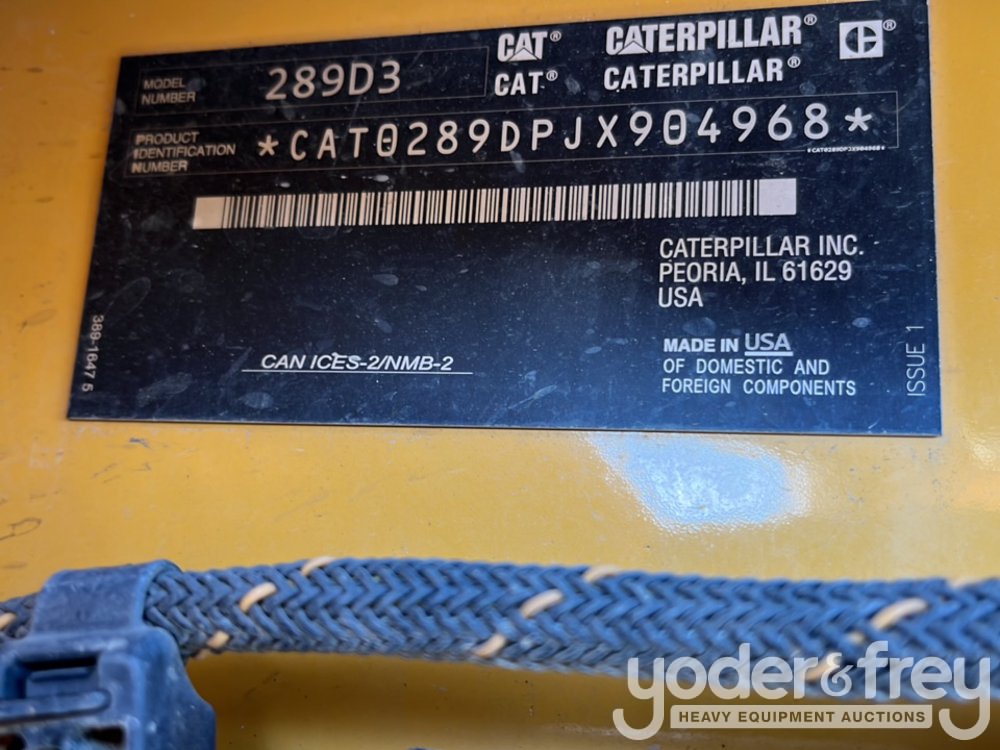 MODEL NUMBER 289D3
CAT® CATERPILLAR® ®
CAT® CATERPILLAR®
PRODUCT
IDENTIFICATION
NUMBER
*CAT0289DPJX904968*
*CAT0289DPJX904968*
CATERPILLAR INC.
PEORIA, IL 61629
USA
MADE IN USA
OF DOMESTIC AND
FOREIGN COMPONENTS
CAN ICES-2/NMB-2
389-1647 5
ISSUE 1
yoder&frey
HEAVY EQUIPMENT AUCTIONS